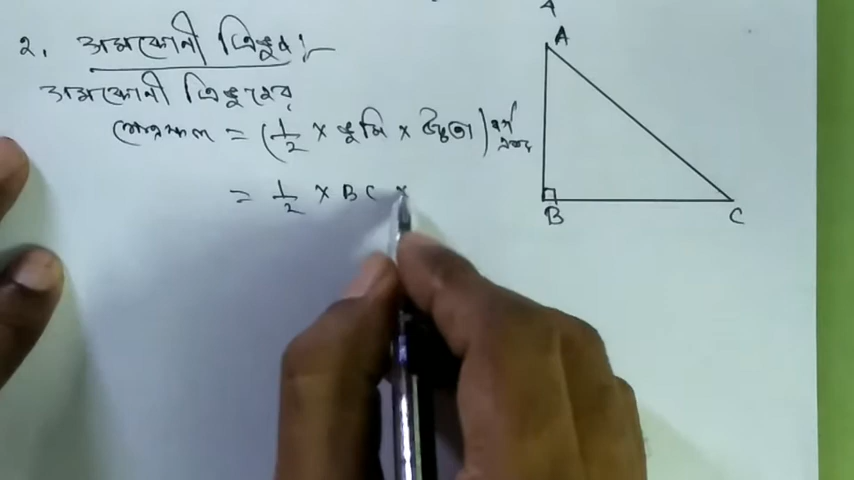 ২. সমকোনী ত্রিভুজ :-
সমকোনী ত্রিভুজের
ক্ষেত্রফল = (1/2 × ভূমি × উচ্চতা) বর্গ একক
= 1/2 × BC ×
A
A
B
C